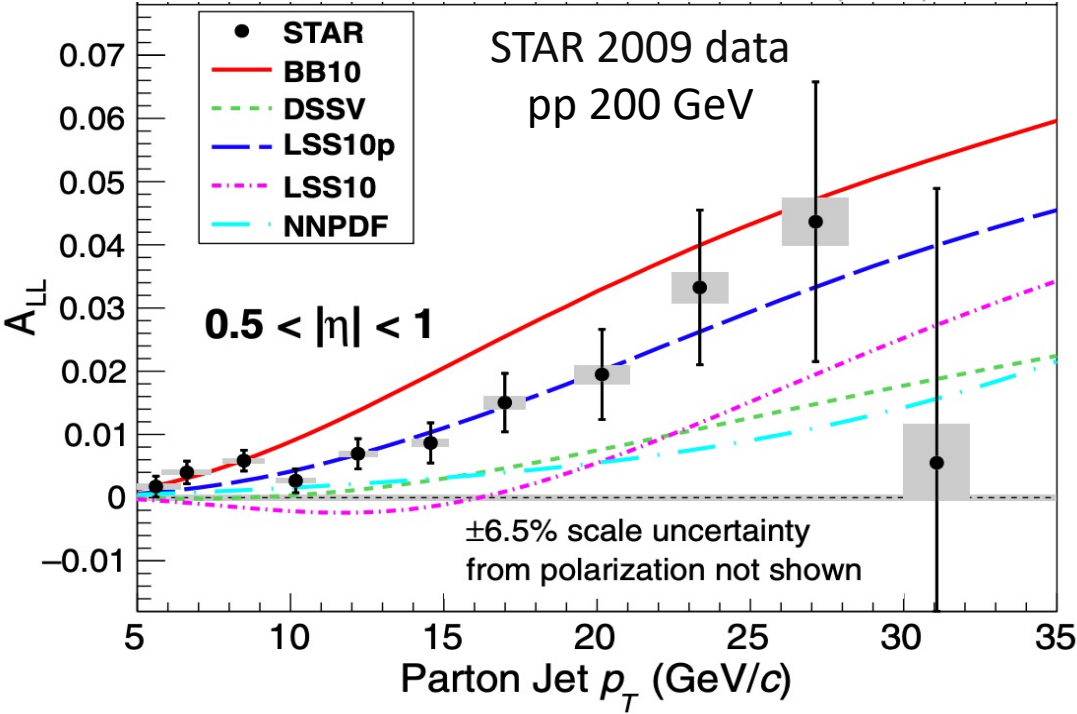 STAR
BB10
DSSV
LSS10p
LSS10
NNPDF
STAR 2009 data
pp 200 GeV
0.5 < |η| < 1
±6.5% scale uncertainty
from polarization not shown
A_LL
0.07
0.06
0.05
0.04
0.03
0.02
0.01
0
−0.01
5 10 15 20 25 30 35
Parton Jet p_T (GeV/c)